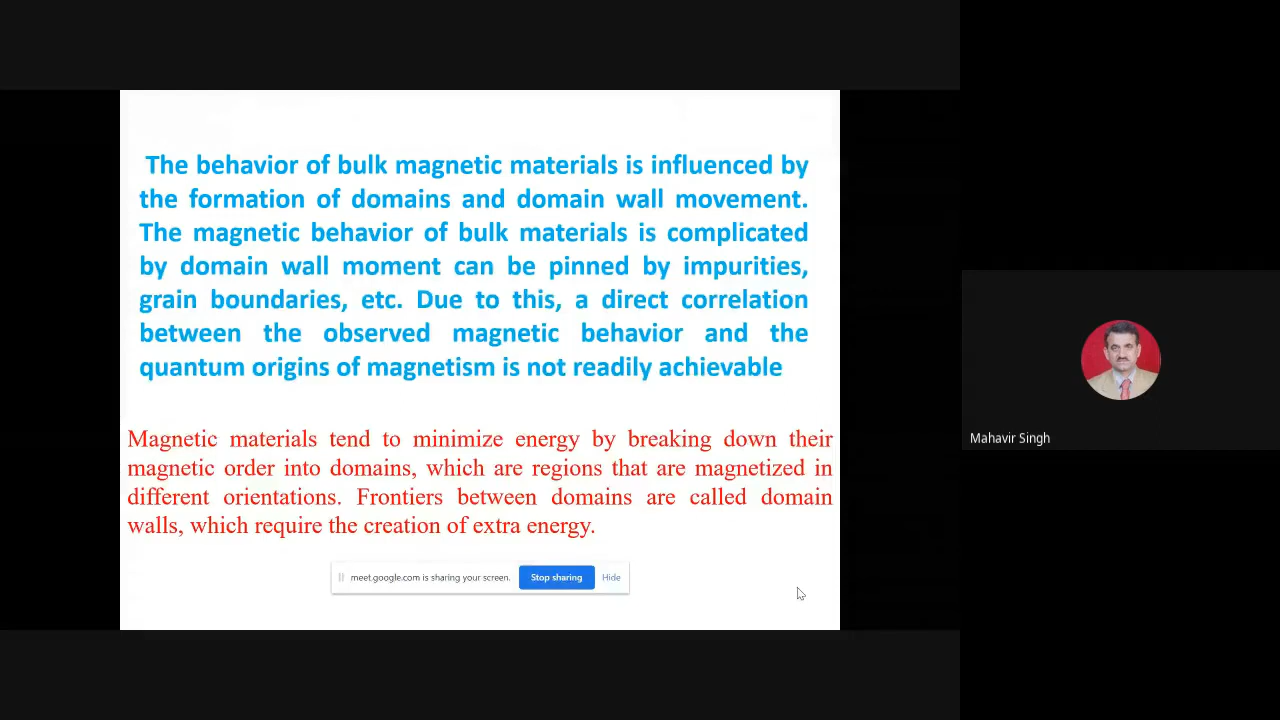 The behavior of bulk magnetic materials is influenced by
the formation of domains and domain wall movement.
The magnetic behavior of bulk materials is complicated
by domain wall moment can be pinned by impurities,
grain boundaries, etc. Due to this, a direct correlation
between the observed magnetic behavior and the
quantum origins of magnetism is not readily achievable
Magnetic materials tend to minimize energy by breaking down their
magnetic order into domains, which are regions that are magnetized in
different orientations. Frontiers between domains are called domain
walls, which require the creation of extra energy.
meet.google.com is sharing your screen. Stop sharing Hide
Mahavir Singh